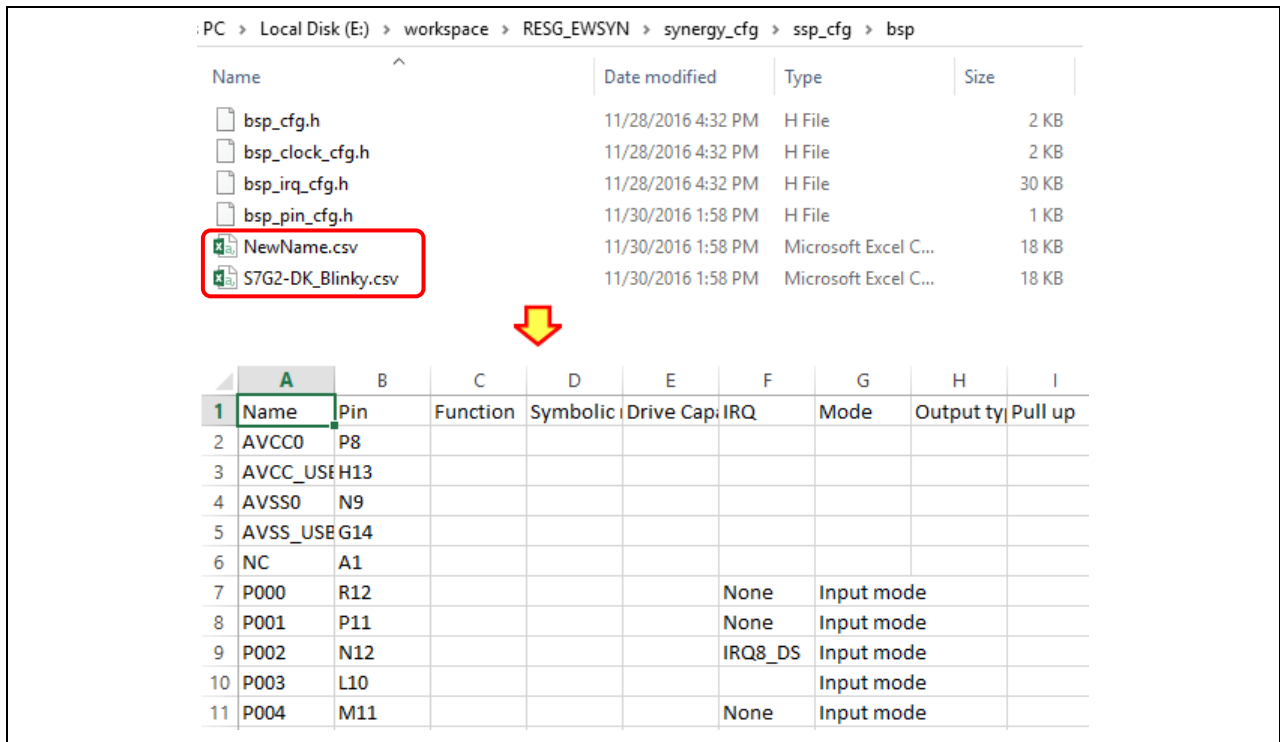 PC > Local Disk (E:) > workspace > RESG_EWSYN > synergy_cfg > ssp_cfg > bsp
Name Date modified Type Size
bsp_cfg.h 11/28/2016 4:32 PM H File 2 KB
bsp_clock_cfg.h 11/28/2016 4:32 PM H File 2 KB
bsp_irq_cfg.h 11/28/2016 4:32 PM H File 30 KB
bsp_pin_cfg.h 11/30/2016 1:58 PM H File 1 KB
NewName.csv 11/30/2016 1:58 PM Microsoft Excel C... 18 KB
S7G2-DK_Blinky.csv 11/30/2016 1:58 PM Microsoft Excel C... 18 KB
A B C D E F G H I
1 Name Pin Function Symbolic Drive Capa IRQ Mode Output ty Pull up
2 AVCC0 P8
3 AVCC_USB H13
4 AVSS0 N9
5 AVSS_USB G14
6 NC A1
7 P000 R12 None Input mode
8 P001 P11 None Input mode
9 P002 N12 IRQ8_DS Input mode
10 P003 L10 Input mode
11 P004 M11 None Input mode